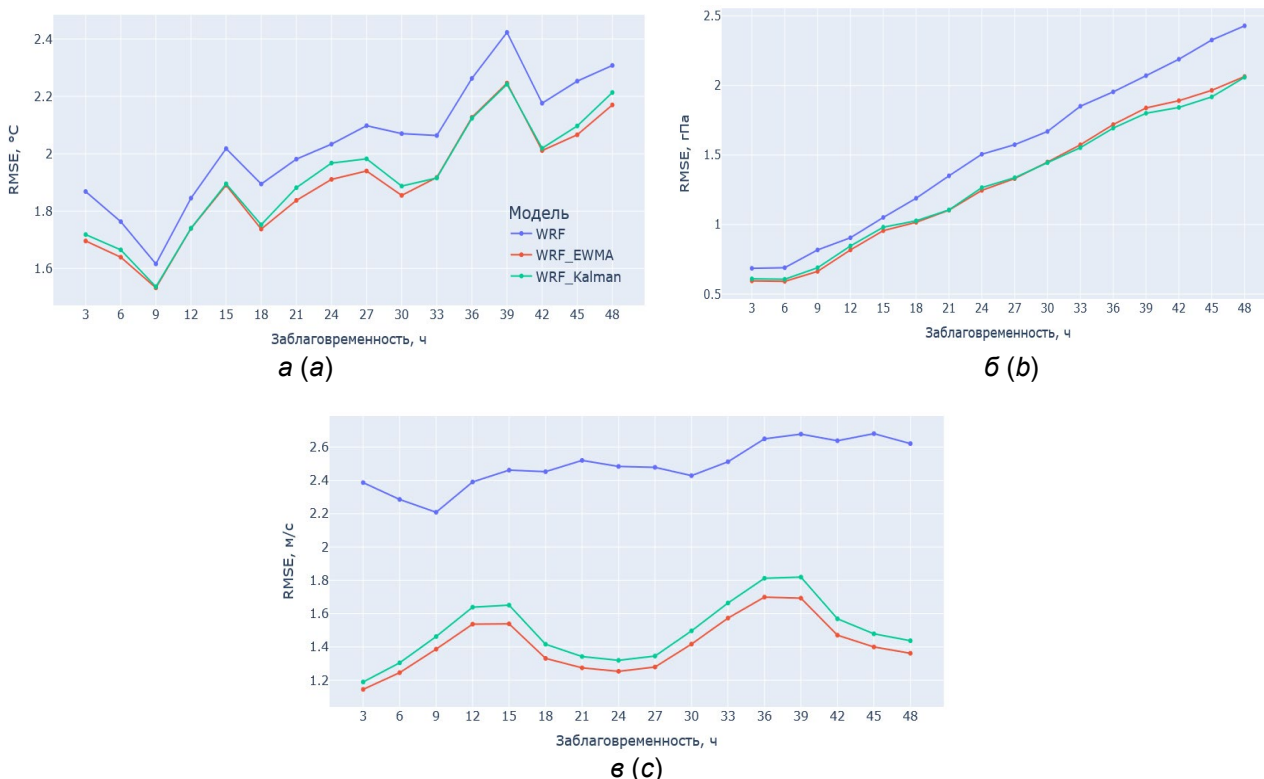 RMSE, °C
2.4
2.2
2
1.8
1.6
Модель
WRF
WRF_EWMA
WRF_Kalman
3 6 9 12 15 18 21 24 27 30 33 36 39 42 45 48
Заблаговременность, ч
а (a)
RMSE, гПа
2.5
2
1.5
1
0.5
3 6 9 12 15 18 21 24 27 30 33 36 39 42 45 48
Заблаговременность, ч
б (b)
RMSE, м/с
2.6
2.4
2.2
2
1.8
1.6
1.4
1.2
3 6 9 12 15 18 21 24 27 30 33 36 39 42 45 48
Заблаговременность, ч
в (c)